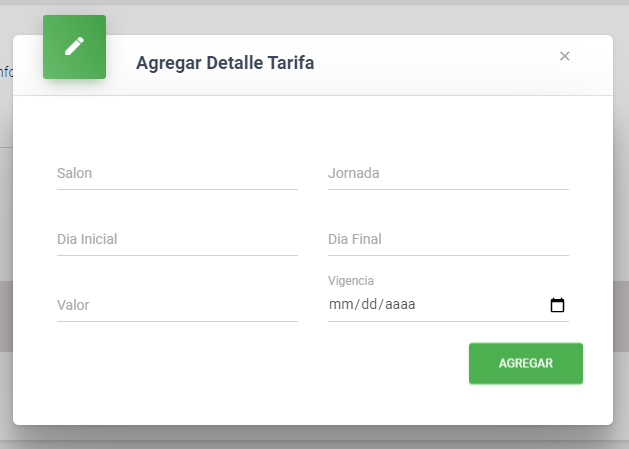 Agregar Detalle Tarifa
Salon
Jornada
Dia Inicial
Dia Final
Valor
Vigencia
mm/dd/aaaa
AGREGAR